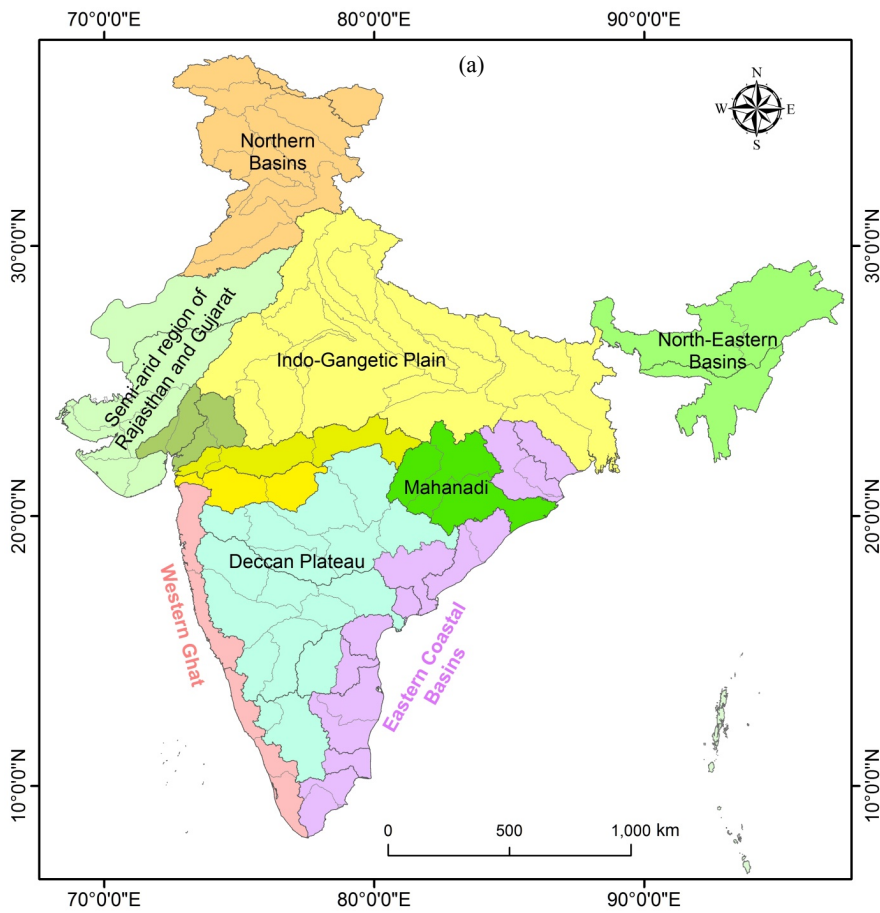 70°0'0"E 80°0'0"E 90°0'0"E
(a)
N
W E
S
Northern
Basins
30°0'0"N 30°0'0"N
Semi-arid region of
Rajasthan and Gujarat
Indo-Gangetic Plain
North-Eastern
Basins
Mahanadi
20°0'0"N 20°0'0"N
Deccan Plateau
Western Ghat
Eastern Coastal
Basins
10°0'0"N 10°0'0"N
0 500 1,000 km
70°0'0"E 80°0'0"E 90°0'0"E